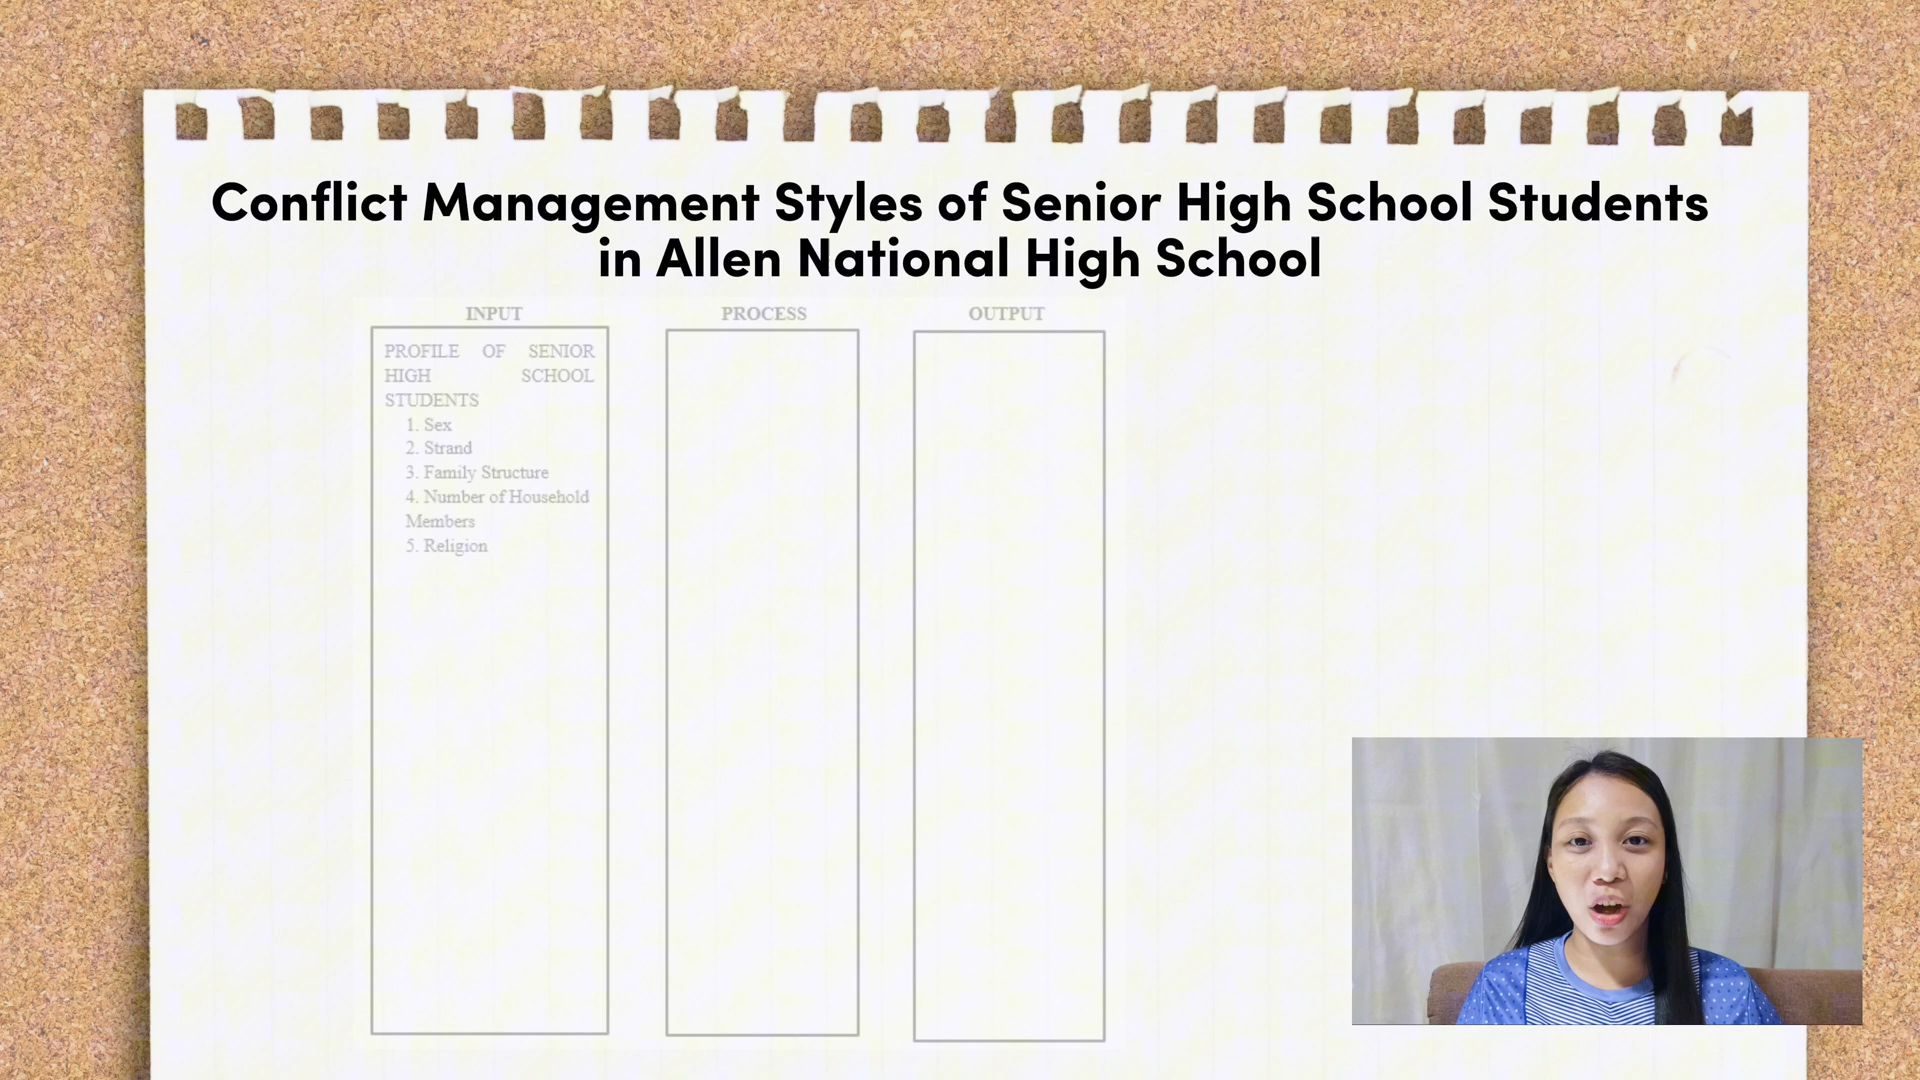 Conflict Management Styles of Senior High School Students
in Allen National High School
INPUT
PROFILE OF SENIOR
HIGH SCHOOL
STUDENTS
1. Sex
2. Strand
3. Family Structure
4. Number of Household
Members
5. Religion
PROCESS
OUTPUT